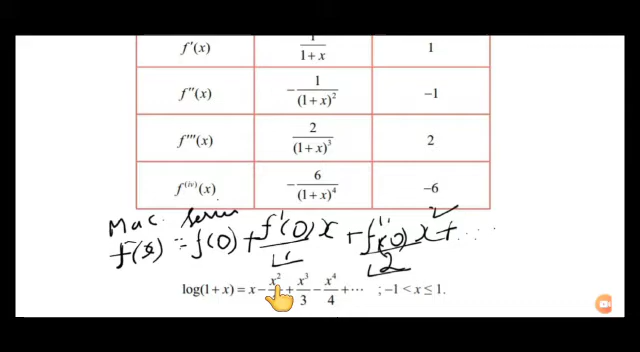 f'(x) 1/(1+x) 1
f''(x) −1/(1+x)² −1
f'''(x) 2/(1+x)³ 2
f⁽ⁱᵛ⁾(x) −6/(1+x)⁴ −6
Mac. Series
f(x) = f(0) + f'(0)/⌊1 x + f''(0)/⌊2 x² + ....
log(1+x) = x − x²/ + x³/3 − x⁴/4 + ⋯ ; −1 < x ≤ 1.